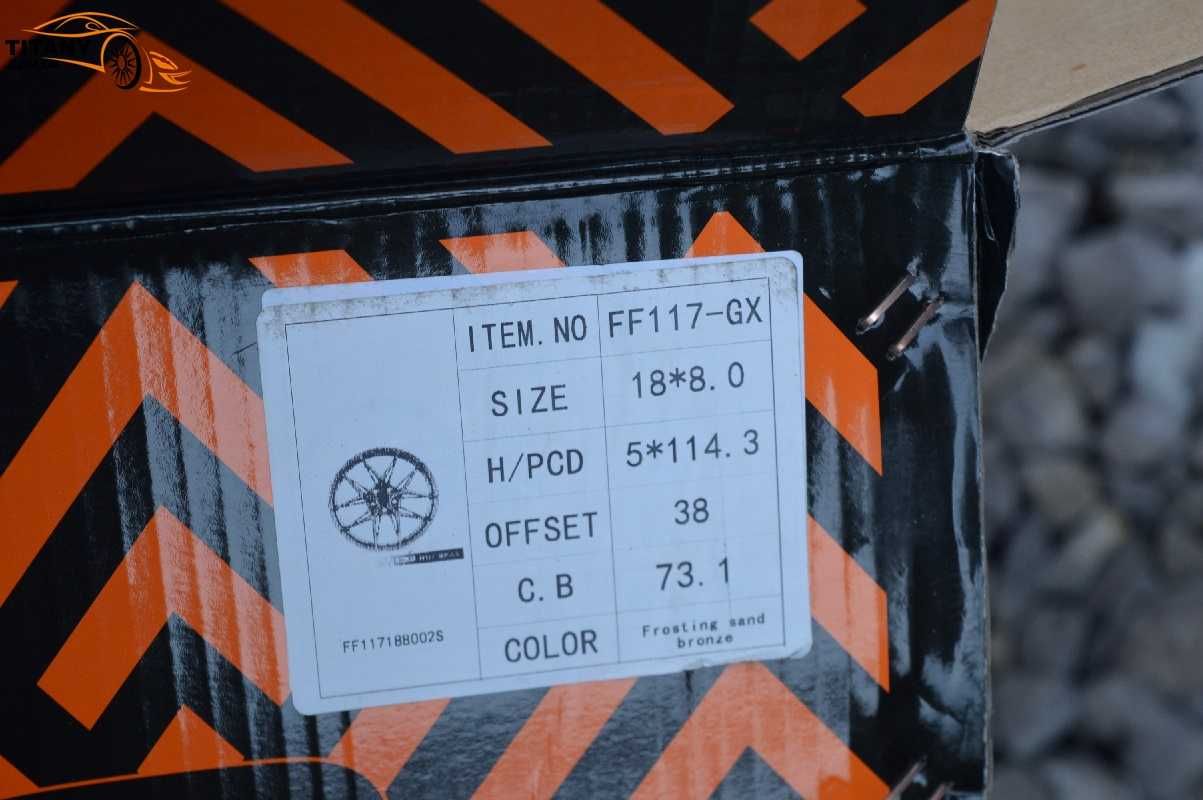 TITANY
ITEM.NO FF117-GX
SIZE 18*8.0
H/PCD 5*114.3
OFFSET 38
C.B 73.1
COLOR Frosting sand
bronze
FF117188002S